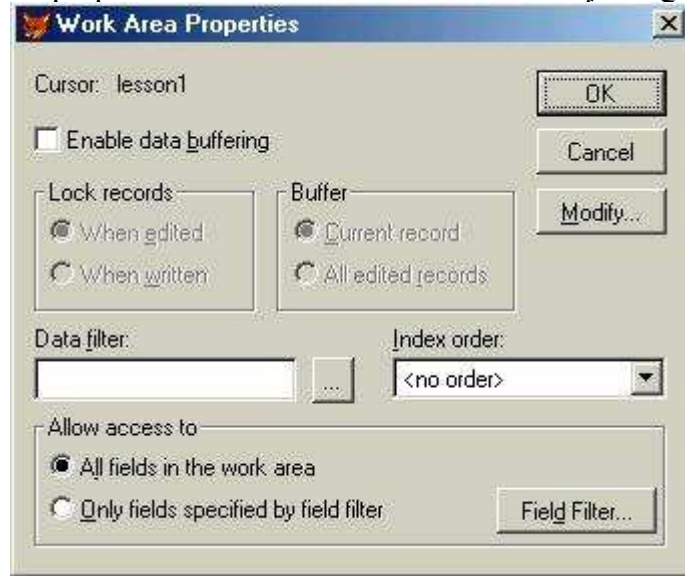 Work Area Properties
Cursor: lesson1
OK
Enable data buffering
Cancel
Lock records
Buffer
Modify...
When edited
Current record
When written
All edited records
Data filter:
Index order:
...
<no order>
Allow access to
All fields in the work area
Only fields specified by field filter
Field Filter...